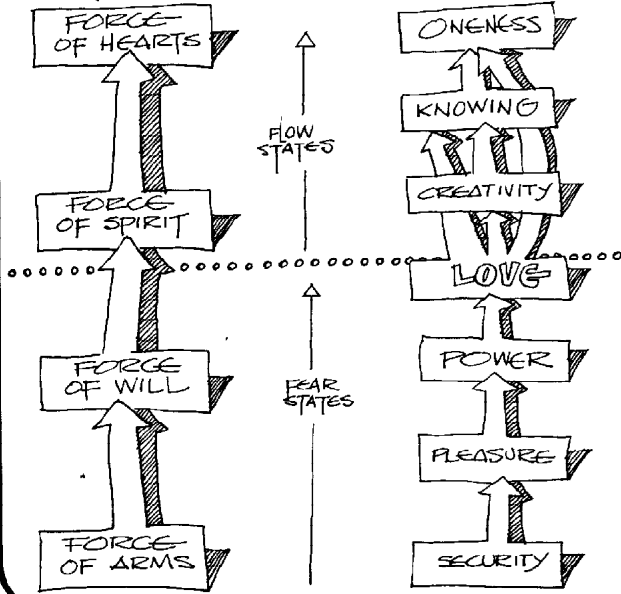 FORCE
OF HEARTS
FLOW
STATES
FORCE
OF SPIRIT
FORCE
OF WILL
FEAR
STATES
FORCE
OF ARMS
ONENESS
KNOWING
CREATIVITY
LOVE
POWER
PLEASURE
SECURITY